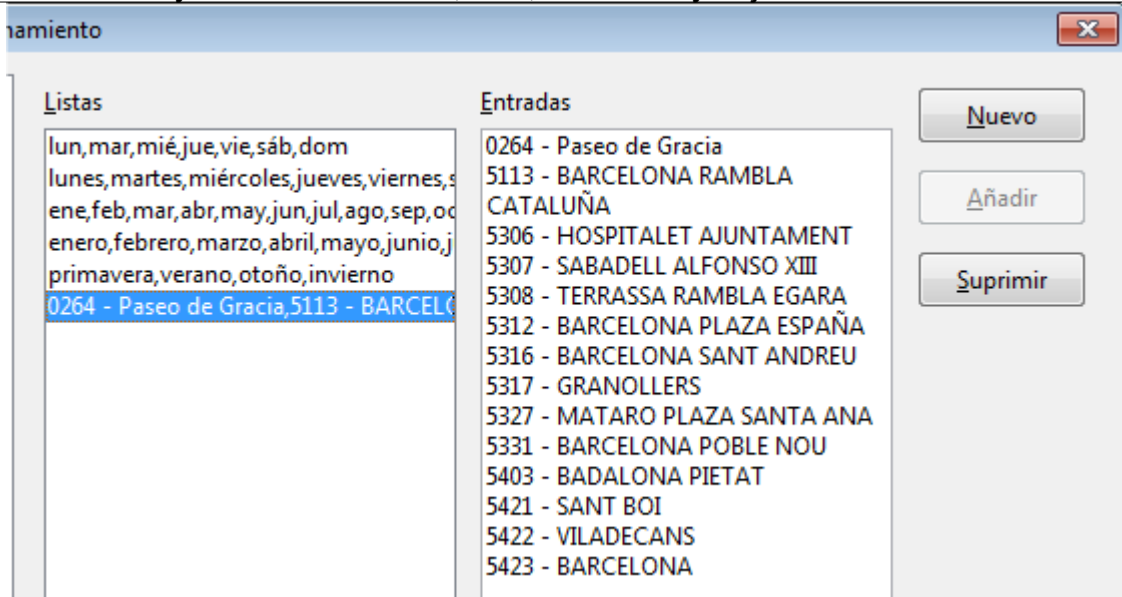 namiento
Listas
lun,mar,mié,jue,vie,sáb,dom
lunes,martes,miércoles,jueves,viernes,s
ene,feb,mar,abr,may,jun,jul,ago,sep,oc
enero,febrero,marzo,abril,mayo,junio,j
primavera,verano,otoño,invierno
0264 - Paseo de Gracia,5113 - BARCELO
Entradas
0264 - Paseo de Gracia
5113 - BARCELONA RAMBLA
CATALUÑA
5306 - HOSPITALET AJUNTAMENT
5307 - SABADELL ALFONSO XIII
5308 - TERRASSA RAMBLA EGARA
5312 - BARCELONA PLAZA ESPAÑA
5316 - BARCELONA SANT ANDREU
5317 - GRANOLLERS
5327 - MATARO PLAZA SANTA ANA
5331 - BARCELONA POBLE NOU
5403 - BADALONA PIETAT
5421 - SANT BOI
5422 - VILADECANS
5423 - BARCELONA
Nuevo
Añadir
Suprimir